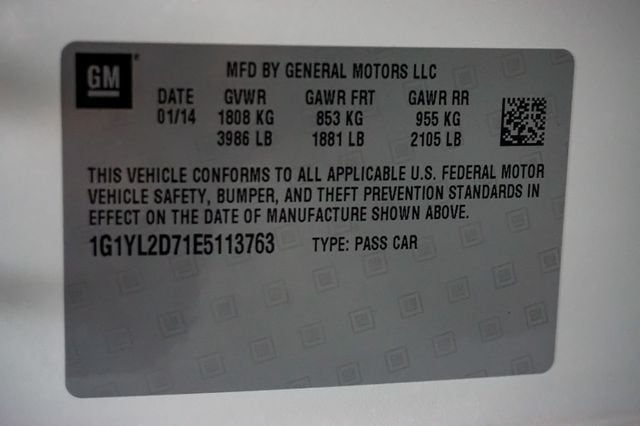 GM
MFD BY GENERAL MOTORS LLC
DATE GVWR GAWR FRT GAWR RR
01/14 1808 KG 853 KG 955 KG
3986 LB 1881 LB 2105 LB
THIS VEHICLE CONFORMS TO ALL APPLICABLE U.S. FEDERAL MOTOR
VEHICLE SAFETY, BUMPER, AND THEFT PREVENTION STANDARDS IN
EFFECT ON THE DATE OF MANUFACTURE SHOWN ABOVE.
1G1YL2D71E5113763 TYPE: PASS CAR